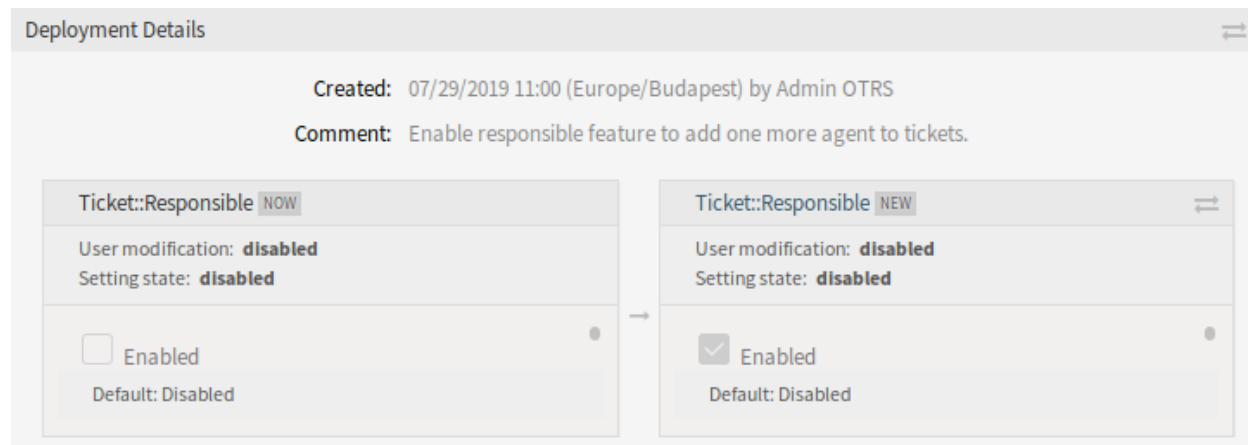 Deployment Details
Created: 07/29/2019 11:00 (Europe/Budapest) by Admin OTRS
Comment: Enable responsible feature to add one more agent to tickets.
Ticket::Responsible NOW
User modification: disabled
Setting state: disabled
Enabled
Default: Disabled
Ticket::Responsible NEW
User modification: disabled
Setting state: disabled
Enabled
Default: Disabled